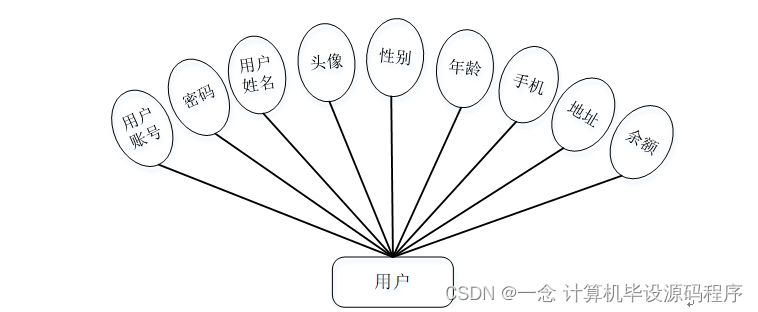 用户
账号
密码
用户
姓名
头像
性别
年龄
手机
地址
余额
用户
CSDN @一念 计算机毕设源码程序